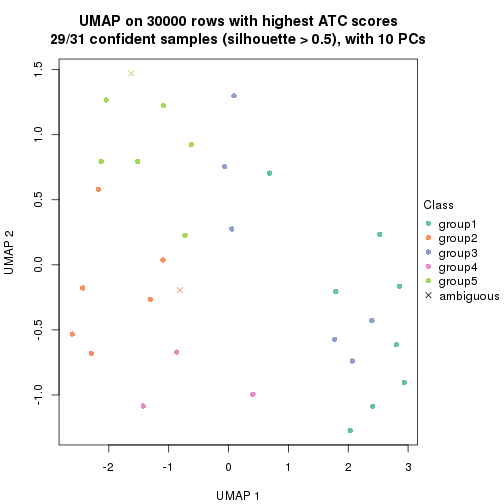 UMAP on 30000 rows with highest ATC scores
29/31 confident samples (silhouette > 0.5), with 10 PCs
1.5
1.0
0.5
0.0
-0.5
-1.0
UMAP 2
-2
-1
0
1
2
3
UMAP 1
Class
group1
group2
group3
group4
group5
ambiguous